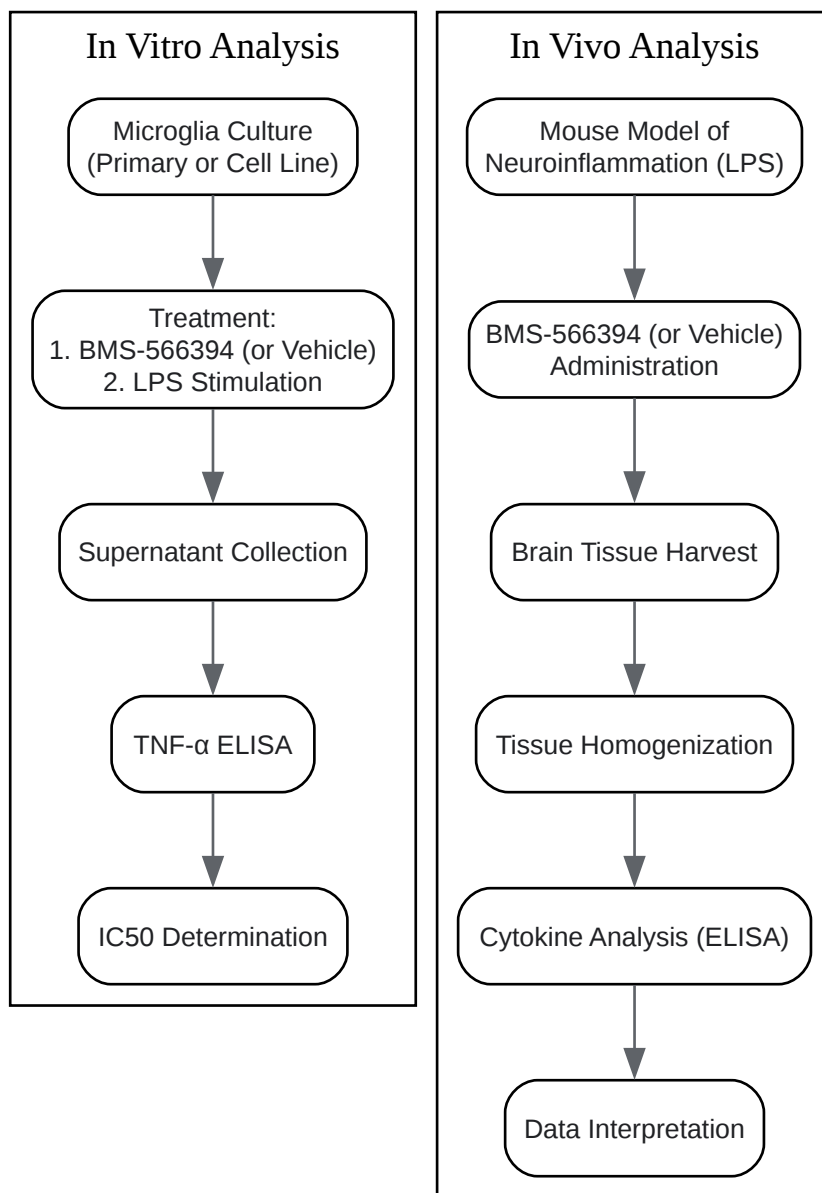 In Vitro Analysis
Microglia Culture
(Primary or Cell Line)
Treatment:
1. BMS-566394 (or Vehicle)
2. LPS Stimulation
Supernatant Collection
TNF-α ELISA
IC50 Determination
In Vivo Analysis
Mouse Model of
Neuroinflammation (LPS)
BMS-566394 (or Vehicle)
Administration
Brain Tissue Harvest
Tissue Homogenization
Cytokine Analysis (ELISA)
Data Interpretation